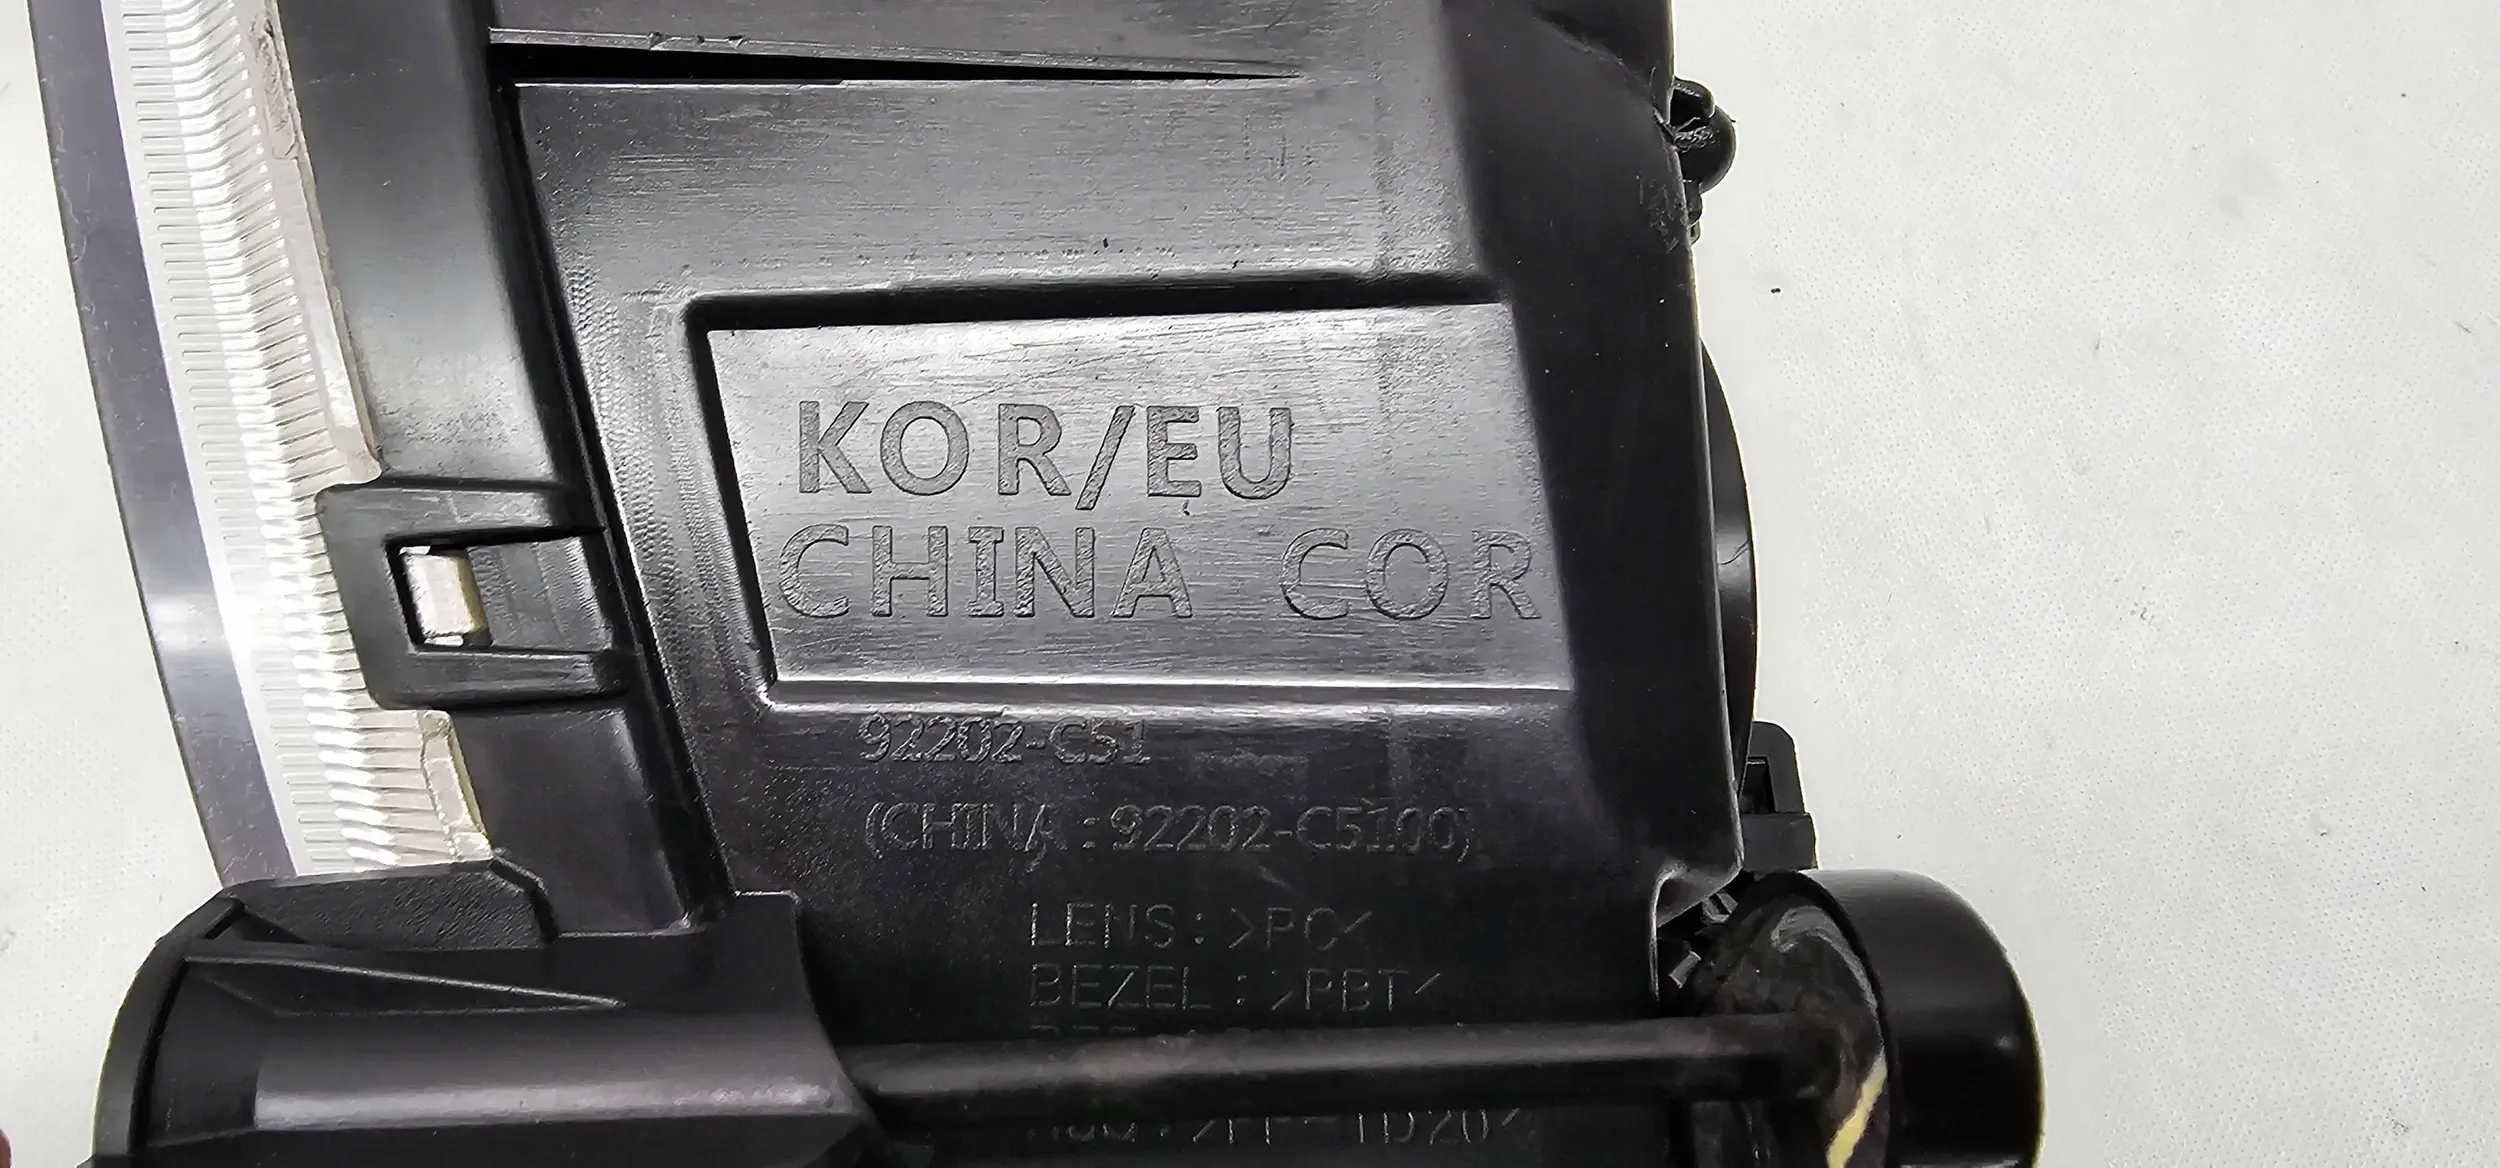 KOR/EU
CHINA COR
92202-C51
(CHINA : 92202-C5100)
LENS : >PC<
BEZEL : >PBT<